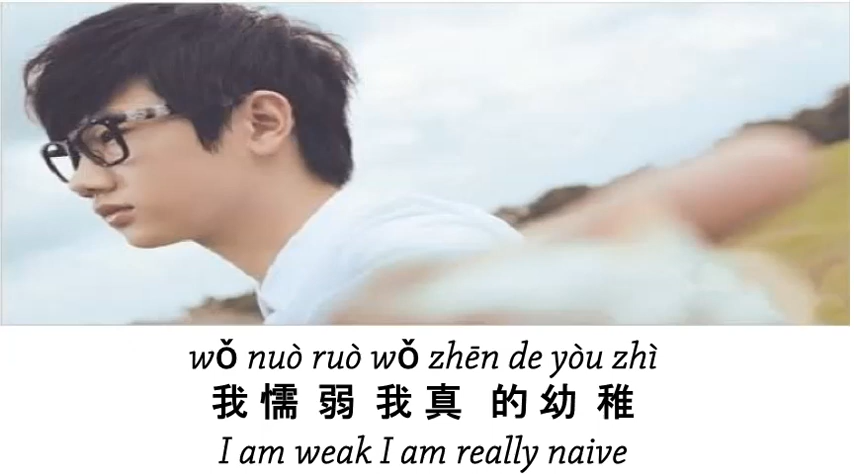 wǒ nuò ruò wǒ zhēn de yòu zhì
我 懦 弱 我 真 的 幼 稚
I am weak I am really naive